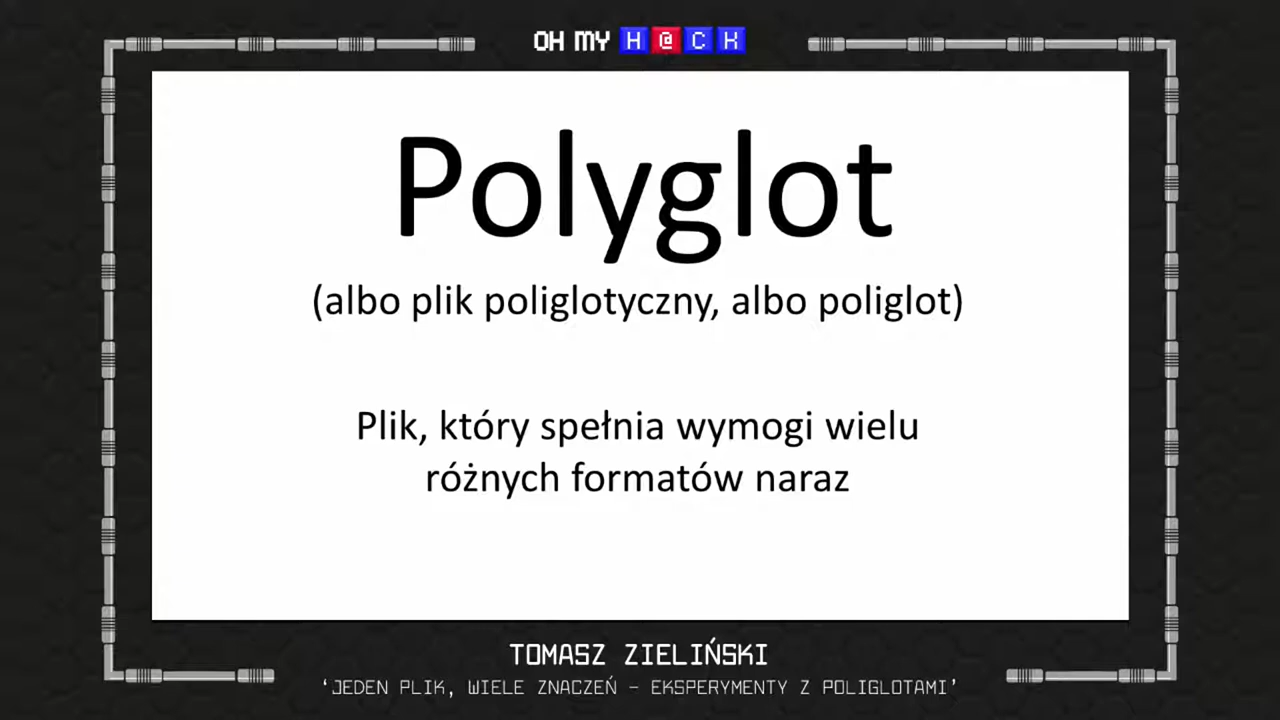 OH MY H@CK
Polyglot
(albo plik poliglotyczny, albo poliglot)
Plik, który spełnia wymogi wielu
różnych formatów naraz
TOMASZ ZIELIŃSKI
‘JEDEN PLIK, WIELE ZNACZEŃ – EKSPERYMENTY Z POLIGLOTAMI’